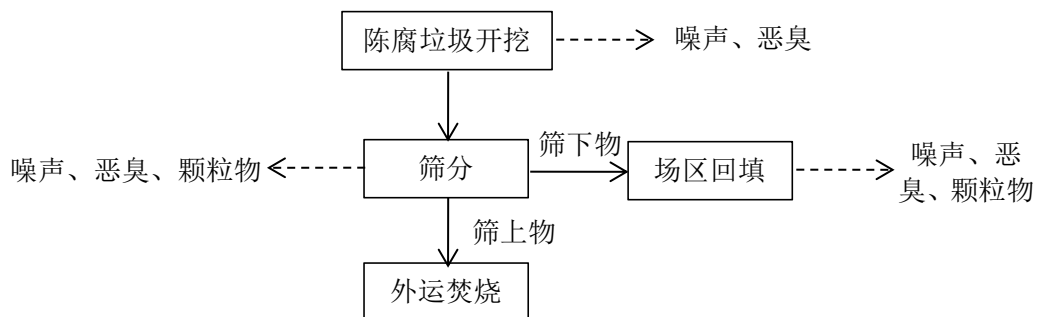 陈腐垃圾开挖
噪声、恶臭
筛下物
噪声、恶臭、颗粒物
筛分
场区回填
噪声、恶
臭、颗粒物
筛上物
外运焚烧